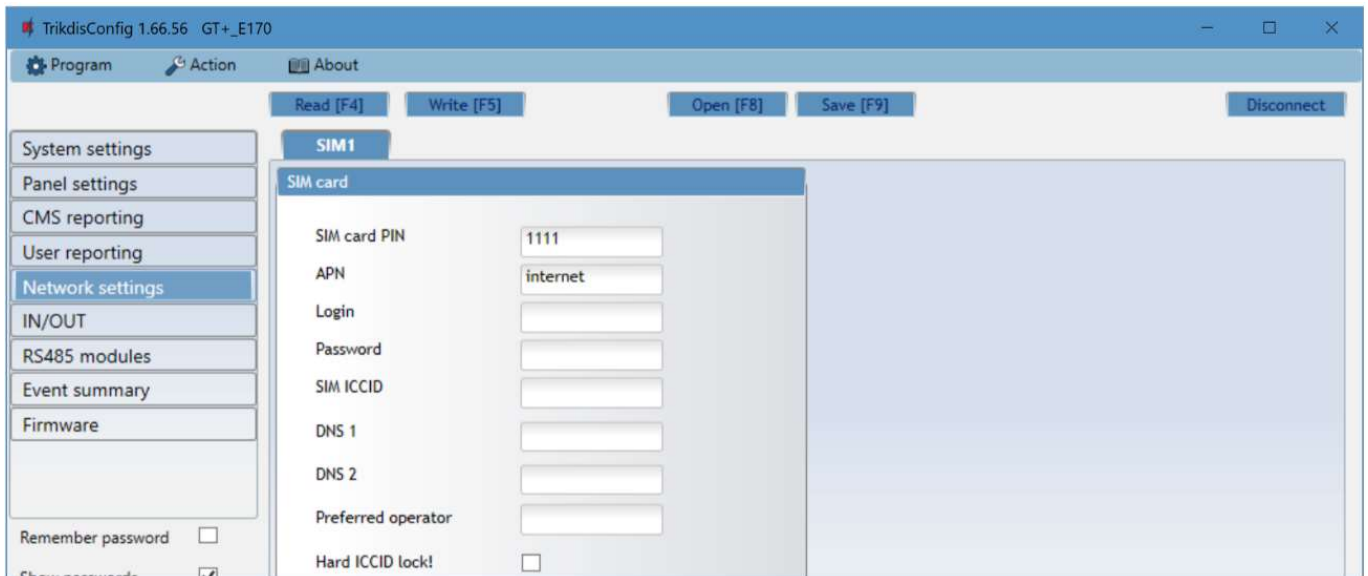 TrikdisConfig 1.66.56 GT+_E170
Program Action About
Read [F4] Write [F5] Open [F8] Save [F9] Disconnect
System settings
Panel settings
CMS reporting
User reporting
Network settings
IN/OUT
RS485 modules
Event summary
Firmware
Remember password
Show passwords
SIM1
SIM card
SIM card PIN 1111
APN internet
Login
Password
SIM ICCID
DNS 1
DNS 2
Preferred operator
Hard ICCID lock!